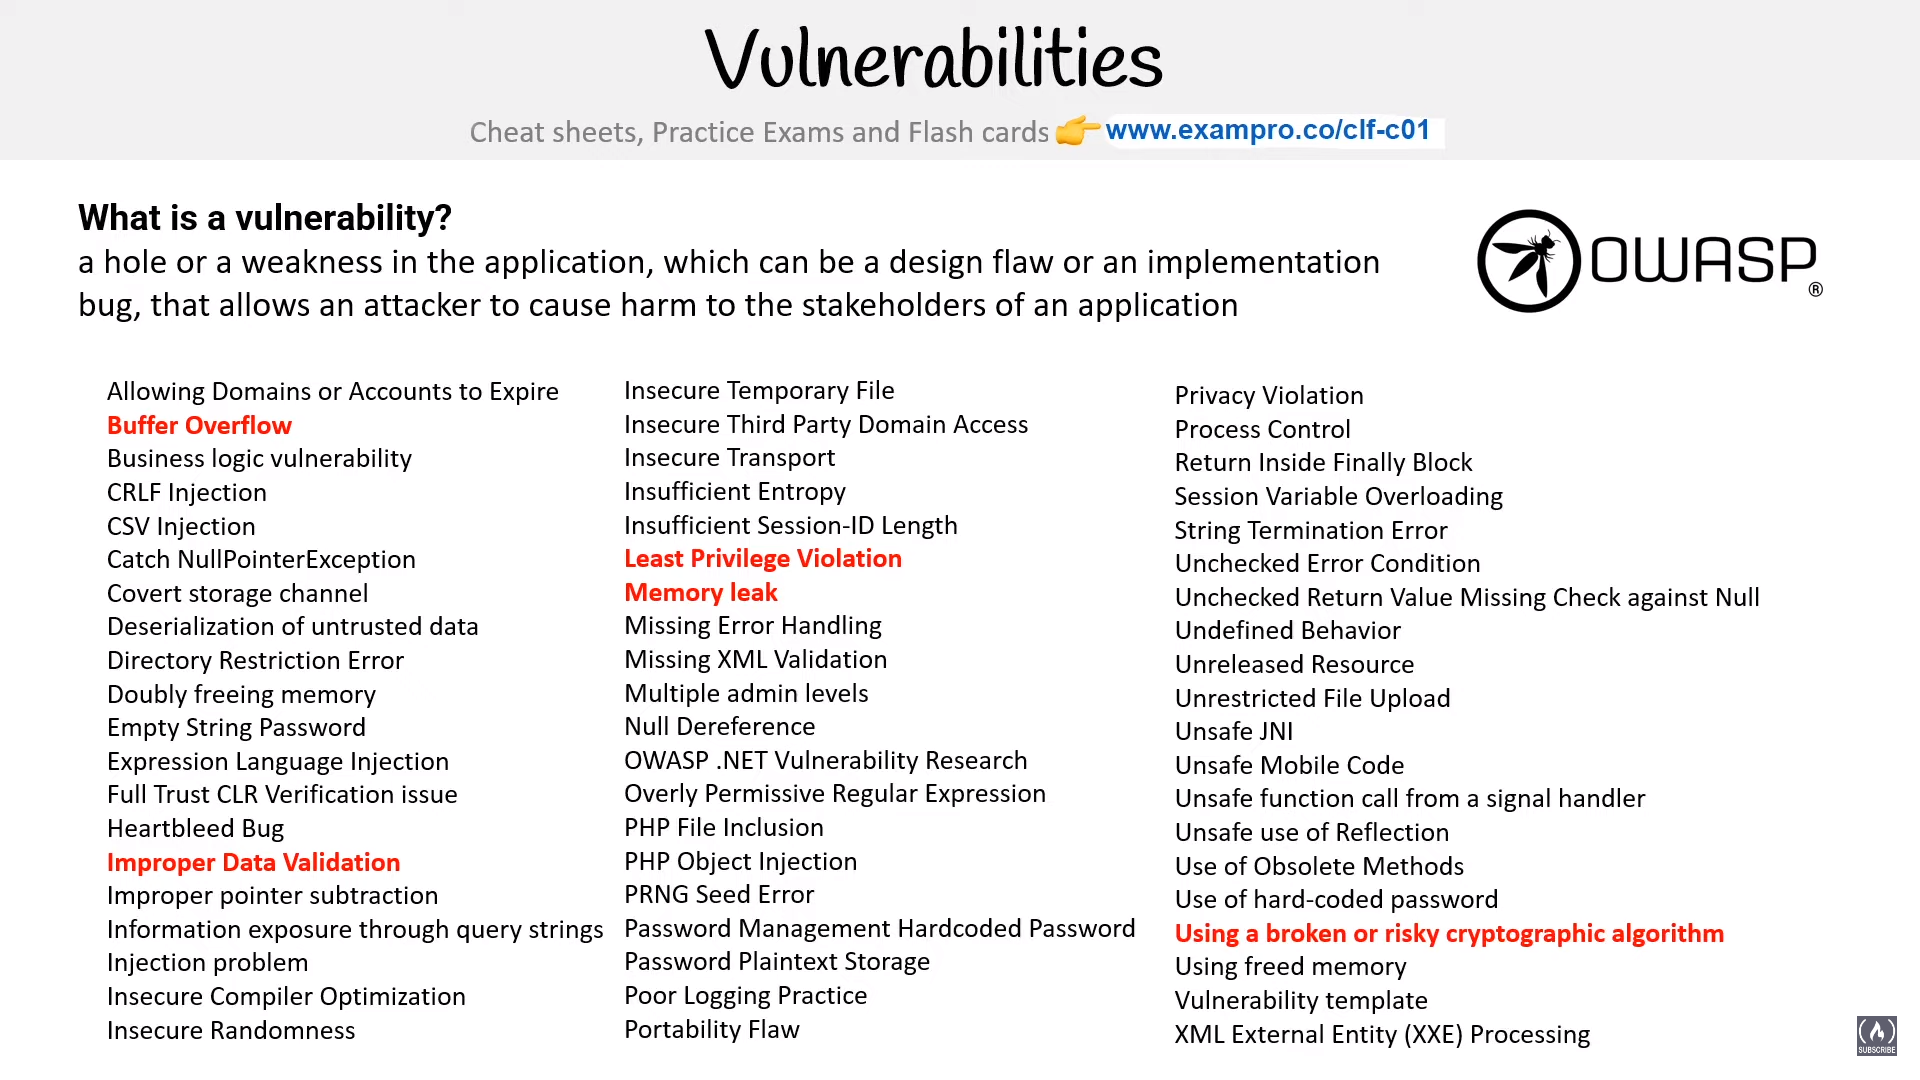 Vulnerabilities
Cheat sheets, Practice Exams and Flash cards 👉 www.exampro.co/clf-c01
What is a vulnerability?
a hole or a weakness in the application, which can be a design flaw or an implementation
bug, that allows an attacker to cause harm to the stakeholders of an application
OWASP®
Allowing Domains or Accounts to Expire
Buffer Overflow
Business logic vulnerability
CRLF Injection
CSV Injection
Catch NullPointerException
Covert storage channel
Deserialization of untrusted data
Directory Restriction Error
Doubly freeing memory
Empty String Password
Expression Language Injection
Full Trust CLR Verification issue
Heartbleed Bug
Improper Data Validation
Improper pointer subtraction
Information exposure through query strings
Injection problem
Insecure Compiler Optimization
Insecure Randomness
Insecure Temporary File
Insecure Third Party Domain Access
Insecure Transport
Insufficient Entropy
Insufficient Session-ID Length
Least Privilege Violation
Memory leak
Missing Error Handling
Missing XML Validation
Multiple admin levels
Null Dereference
OWASP .NET Vulnerability Research
Overly Permissive Regular Expression
PHP File Inclusion
PHP Object Injection
PRNG Seed Error
Password Management Hardcoded Password
Password Plaintext Storage
Poor Logging Practice
Portability Flaw
Privacy Violation
Process Control
Return Inside Finally Block
Session Variable Overloading
String Termination Error
Unchecked Error Condition
Unchecked Return Value Missing Check against Null
Undefined Behavior
Unreleased Resource
Unrestricted File Upload
Unsafe JNI
Unsafe Mobile Code
Unsafe function call from a signal handler
Unsafe use of Reflection
Use of Obsolete Methods
Use of hard-coded password
Using a broken or risky cryptographic algorithm
Using freed memory
Vulnerability template
XML External Entity (XXE) Processing
SUBSCRIBE